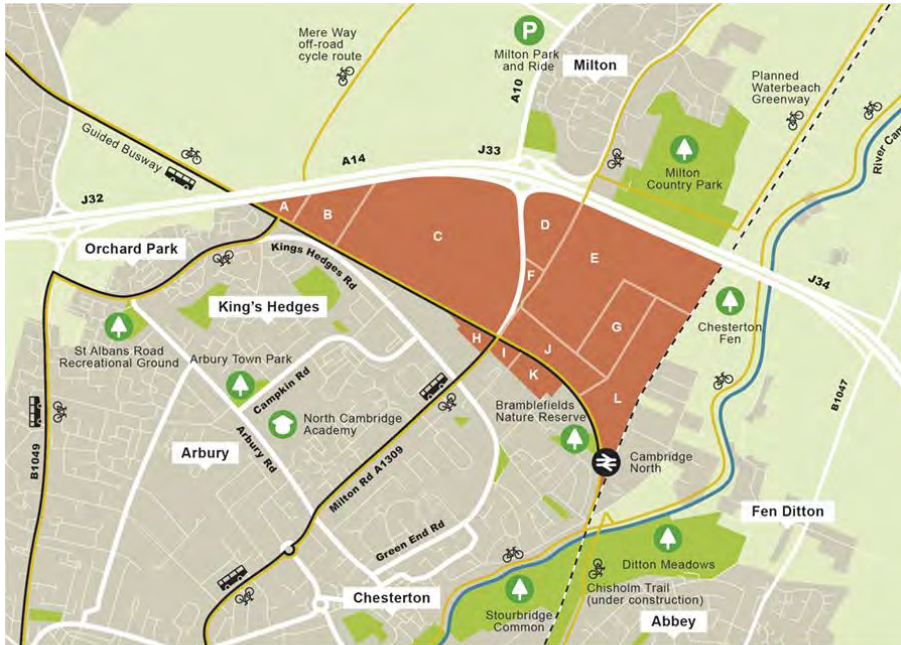 Mere Way
off-road
cycle route
P
Milton Park
and Ride
A10
Milton
Planned
Waterbeach
Greenway
Guided Busway
A14
J33
Milton
Country Park
River Cam
J32
A
B
C
D
E
F
G
H
I
J
K
L
Orchard Park
Kings Hedges Rd
King's Hedges
J34
Chesterton
Fen
St Albans Road
Recreational Ground
Arbury Town Park
Campkin Rd
North Cambridge
Academy
Bramblefields
Nature Reserve
B1047
B1049
Arbury
Arbury Rd
Milton Rd A1309
Cambridge
North
Green End Rd
Fen Ditton
Ditton Meadows
Chesterton
Stourbridge
Common
Chisholm Trail
(under construction)
Abbey